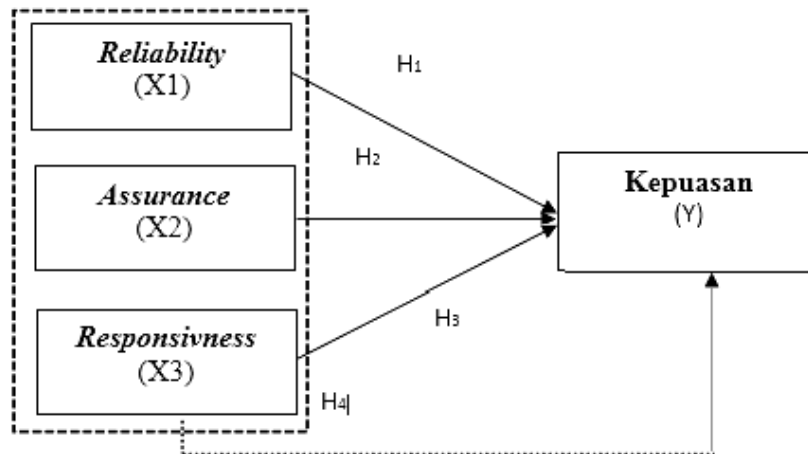 Reliability
(X1)
H1
H2
Assurance
(X2)
Kepuasan
(Y)
Responsivness
(X3)
H3
H4